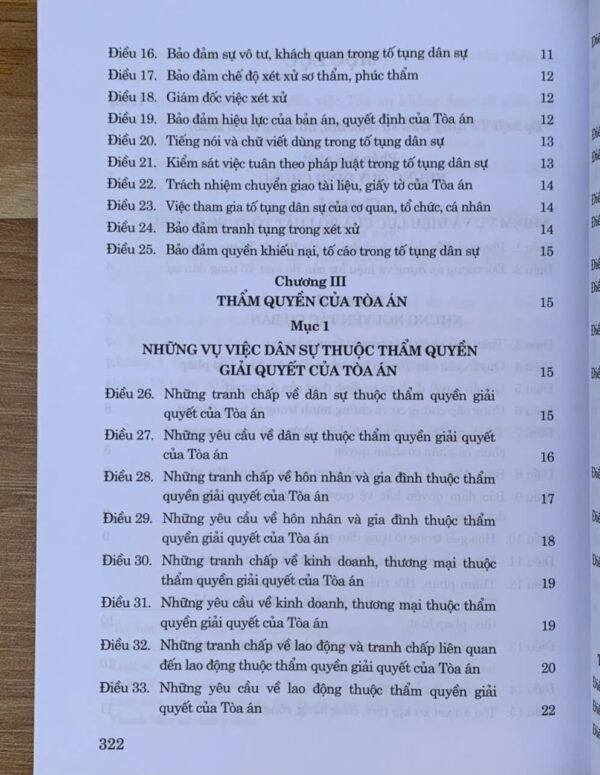 Điều 16. Bảo đảm sự vô tư, khách quan trong tố tụng dân sự 11
Điều 17. Bảo đảm chế độ xét xử sơ thẩm, phúc thẩm 12
Điều 18. Giám đốc việc xét xử 12
Điều 19. Bảo đảm hiệu lực của bản án, quyết định của Tòa án 12
Điều 20. Tiếng nói và chữ viết dùng trong tố tụng dân sự 13
Điều 21. Kiểm sát việc tuân theo pháp luật trong tố tụng dân sự 13
Điều 22. Trách nhiệm chuyển giao tài liệu, giấy tờ của Tòa án 14
Điều 23. Việc tham gia tố tụng dân sự của cơ quan, tổ chức, cá nhân 14
Điều 24. Bảo đảm tranh tụng trong xét xử 14
Điều 25. Bảo đảm quyền khiếu nại, tố cáo trong tố tụng dân sự 15
Chương III
THẨM QUYỀN CỦA TÒA ÁN 15
Mục 1
NHỮNG VỤ VIỆC DÂN SỰ THUỘC THẨM QUYỀN
GIẢI QUYẾT CỦA TÒA ÁN 15
Điều 26. Những tranh chấp về dân sự thuộc thẩm quyền giải
quyết của Tòa án 15
Điều 27. Những yêu cầu về dân sự thuộc thẩm quyền giải quyết
của Tòa án 16
Điều 28. Những tranh chấp về hôn nhân và gia đình thuộc thẩm
quyền giải quyết của Tòa án 17
Điều 29. Những yêu cầu về hôn nhân và gia đình thuộc thẩm
quyền giải quyết của Tòa án 18
Điều 30. Những tranh chấp về kinh doanh, thương mại thuộc
thẩm quyền giải quyết của Tòa án 19
Điều 31. Những yêu cầu về kinh doanh, thương mại thuộc thẩm
quyền giải quyết của Tòa án 19
Điều 32. Những tranh chấp về lao động và tranh chấp liên quan
đến lao động thuộc thẩm quyền giải quyết của Tòa án 20
Điều 33. Những yêu cầu về lao động thuộc thẩm quyền giải
quyết của Tòa án 22
322